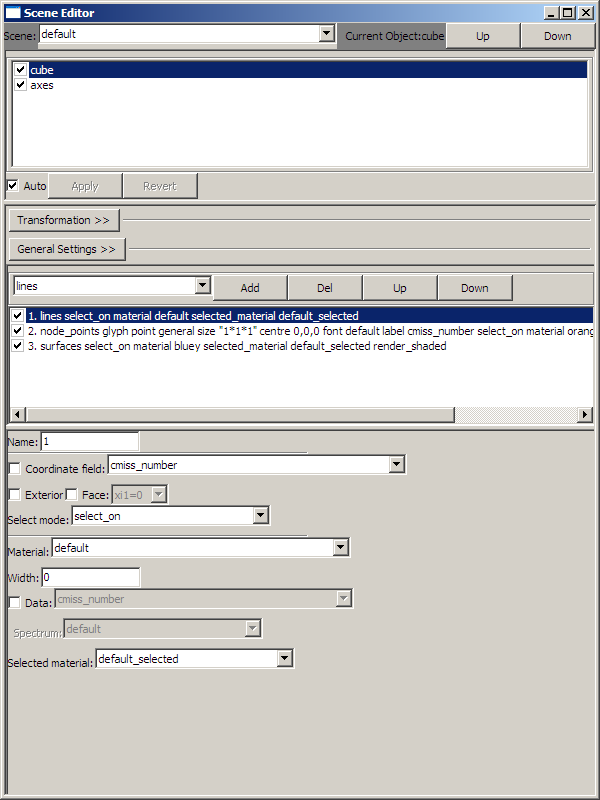 Scene Editor
Scene: default Current Object:cube Up Down
cube
axes
Auto Apply Revert
Transformation >>
General Settings >>
lines Add Del Up Down
1. lines select_on material default selected_material default_selected
2. node_points glyph point general size "1*1*1" centre 0,0,0 font default label cmiss_number select_on material orang
3. surfaces select_on material bluey selected_material default_selected render_shaded
Name: 1
Coordinate field: cmiss_number
Exterior Face: xi1=0
Select mode: select_on
Material: default
Width: 0
Data: cmiss_number
Spectrum: default
Selected material: default_selected